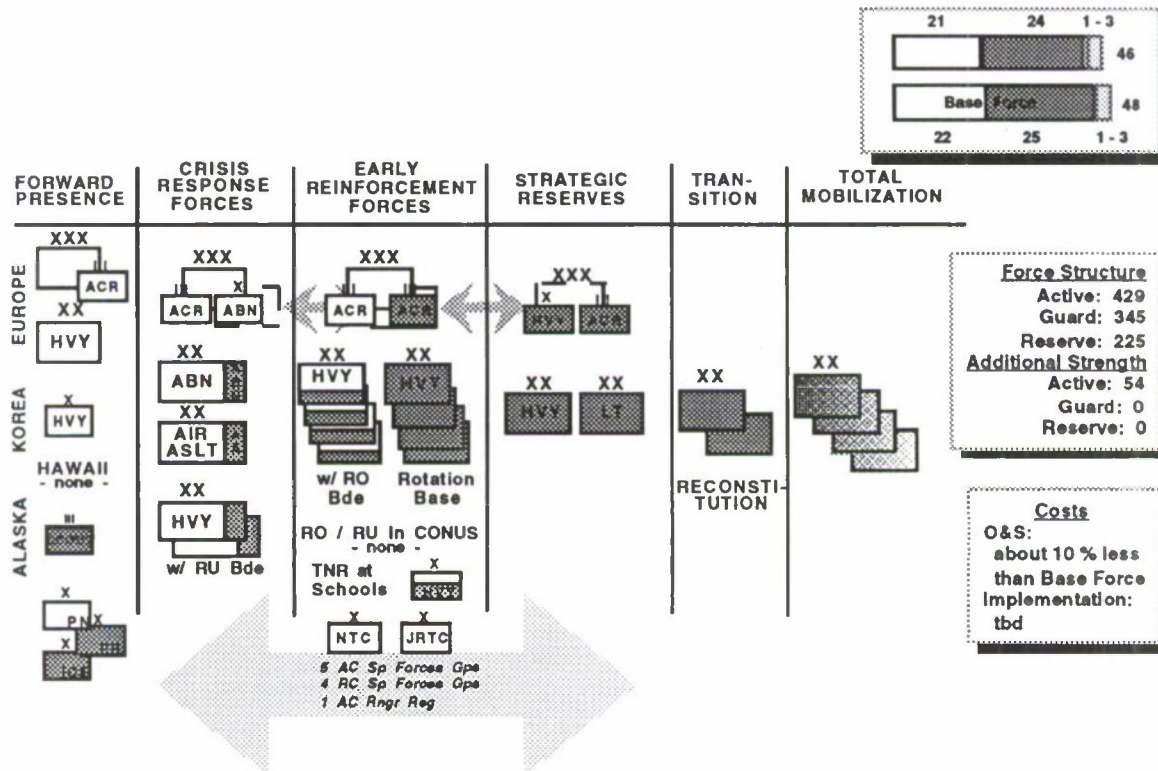 21 24 1 - 3
46
Base Force
48
22 25 1 - 3
FORWARD
PRESENCE
CRISIS
RESPONSE
FORCES
EARLY
REINFORCEMENT
FORCES
STRATEGIC
RESERVES
TRAN-
SITION
TOTAL
MOBILIZATION
EUROPE
XXX
ACR
XX
HVY
XXX
X
ACR ABN
XX
ABN
XX
AIR
ASLT
XX
HVY
w/ RU Bde
XXX
ACR ACR
XX
HVY
w/ RO
Bde
XX
HVY
Rotation
Base
XXX
X
HVY ACR
XX
HVY
XX
LT
XX
RECONSTI-
TUTION
XX
KOREA
X
HVY
HAWAII
- none -
ALASKA
III
X
X
X
RO / RU In CONUS
- none -
TNR at
Schools
X
X
NTC
X
JRTC
5 AC Sp Forces Gps
4 RC Sp Forces Gps
1 AC Rngr Reg
Force Structure
Active: 429
Guard: 345
Reserve: 225
Additional Strength
Active: 54
Guard: 0
Reserve: 0
Costs
O&S:
about 10 % less
than Base Force
Implementation:
tbd